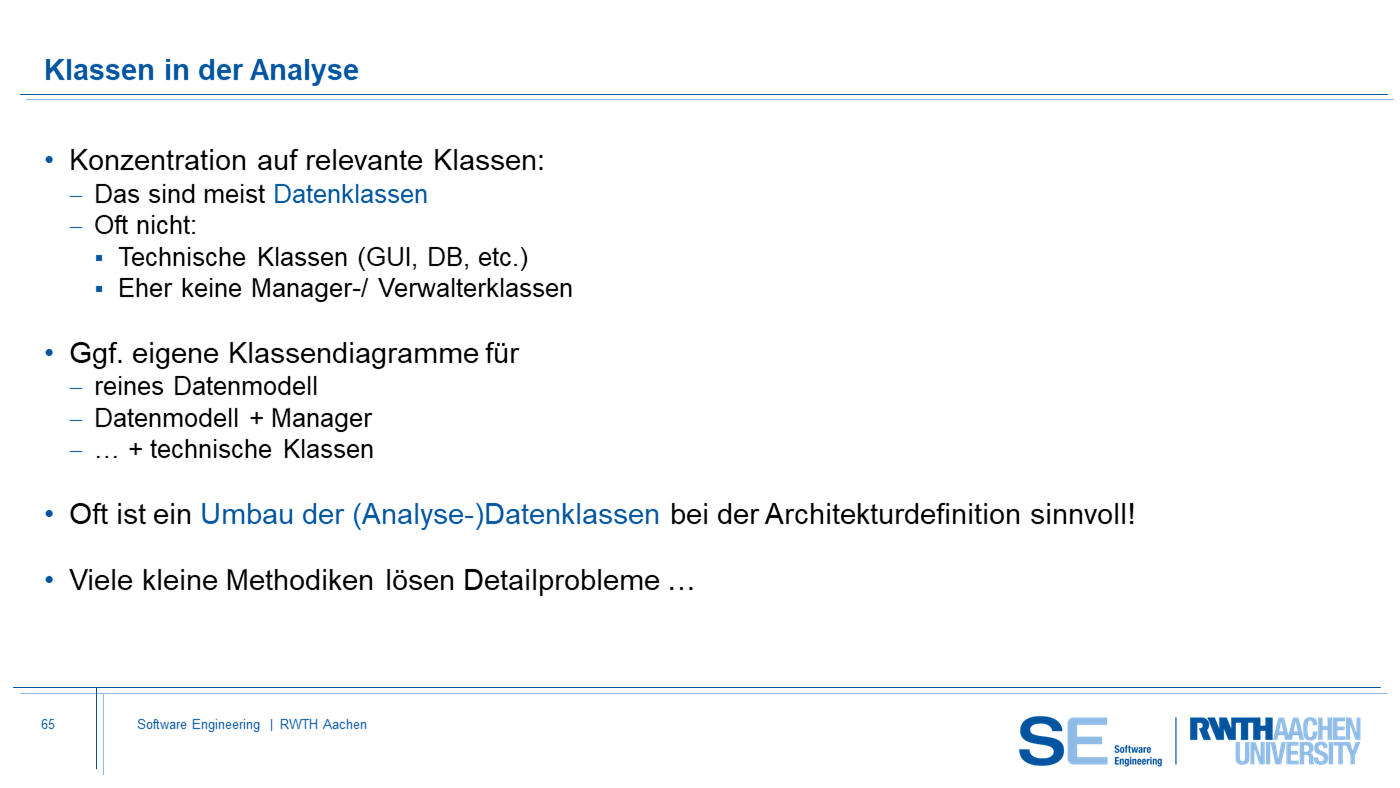 Klassen in der Analyse
• Konzentration auf relevante Klassen:
– Das sind meist Datenklassen
– Oft nicht:
▪ Technische Klassen (GUI, DB, etc.)
▪ Eher keine Manager-/ Verwalterklassen
• Ggf. eigene Klassendiagramme für
– reines Datenmodell
– Datenmodell + Manager
– … + technische Klassen
• Oft ist ein Umbau der (Analyse-)Datenklassen bei der Architekturdefinition sinnvoll!
• Viele kleine Methodiken lösen Detailprobleme …
65
Software Engineering | RWTH Aachen
SE Software
Engineering
RWTHAACHEN
UNIVERSITY